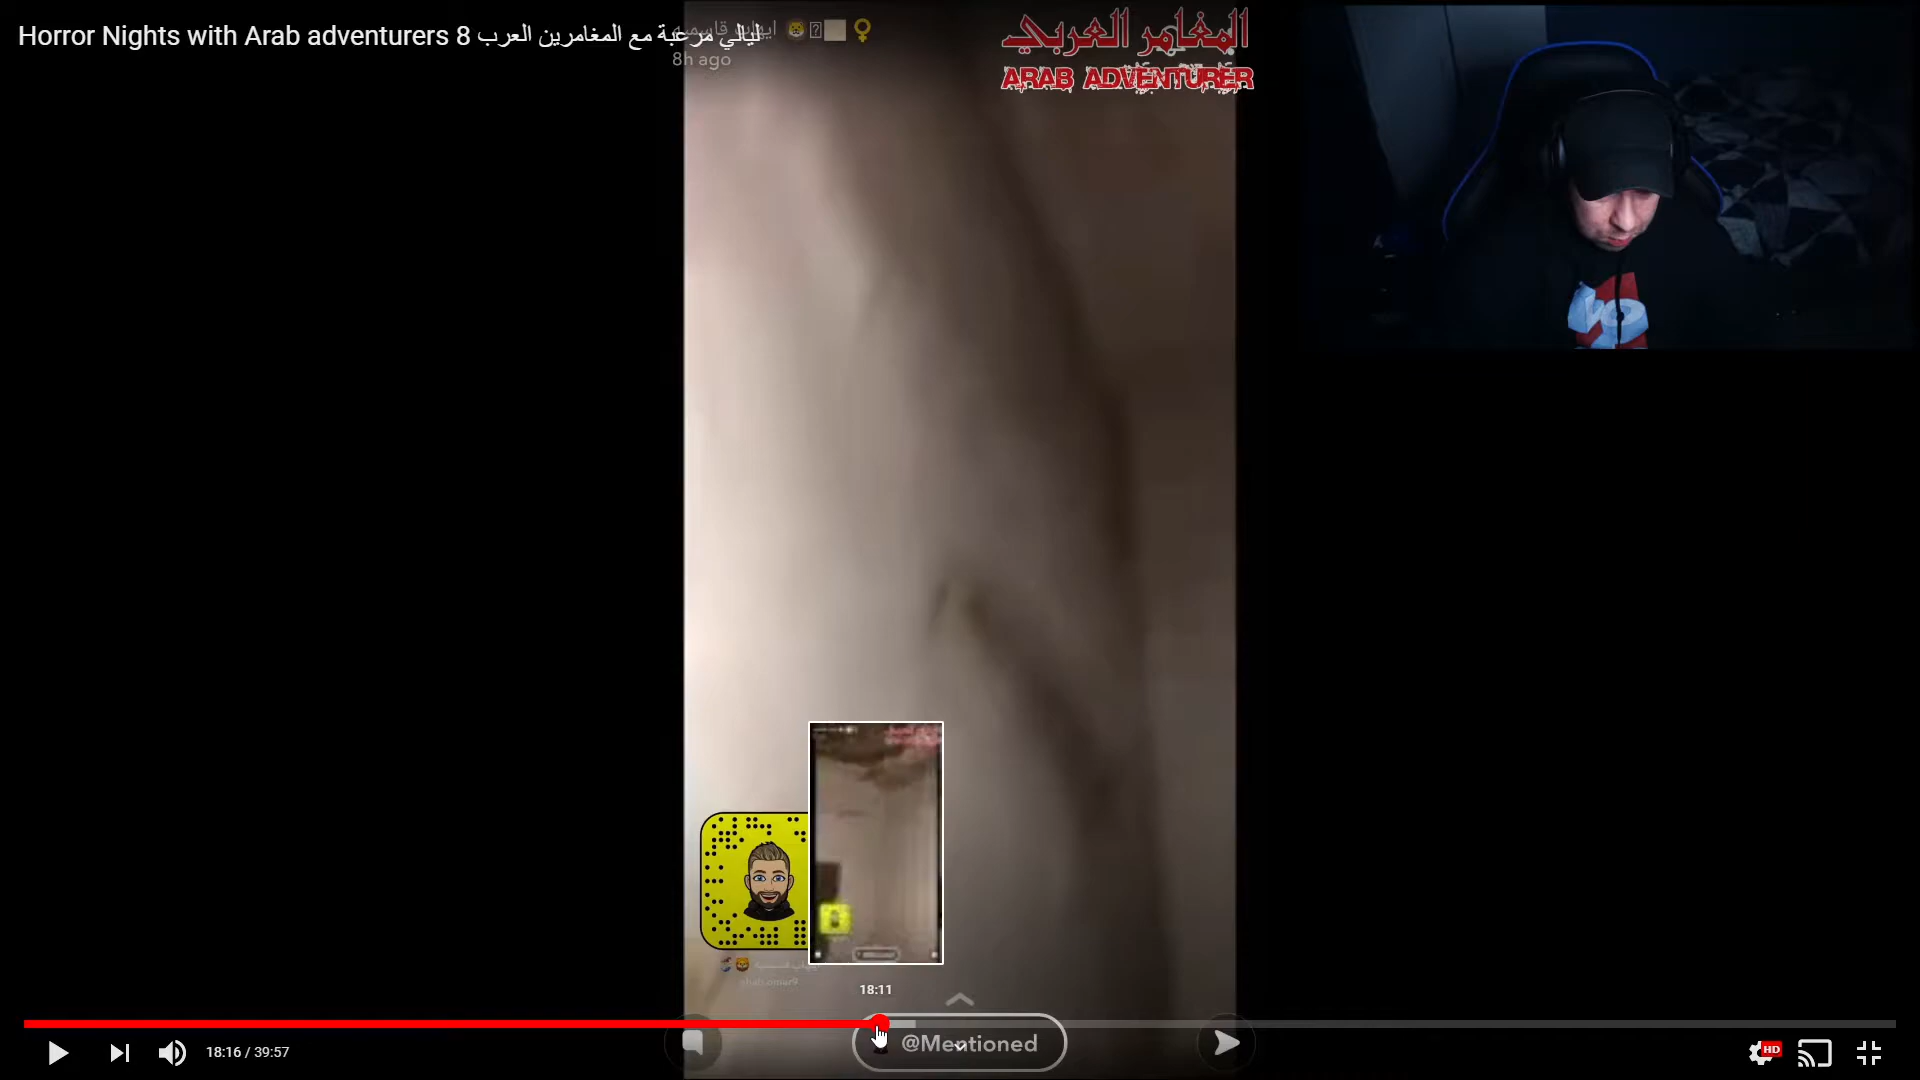 Horror Nights with Arab adventurers 8 ليالي مرعبة مع المغامرين العرب
8h ago
المغامر العربي
ARAB ADVENTURER
18:11
@Mentioned
18:16 / 39:57
HD